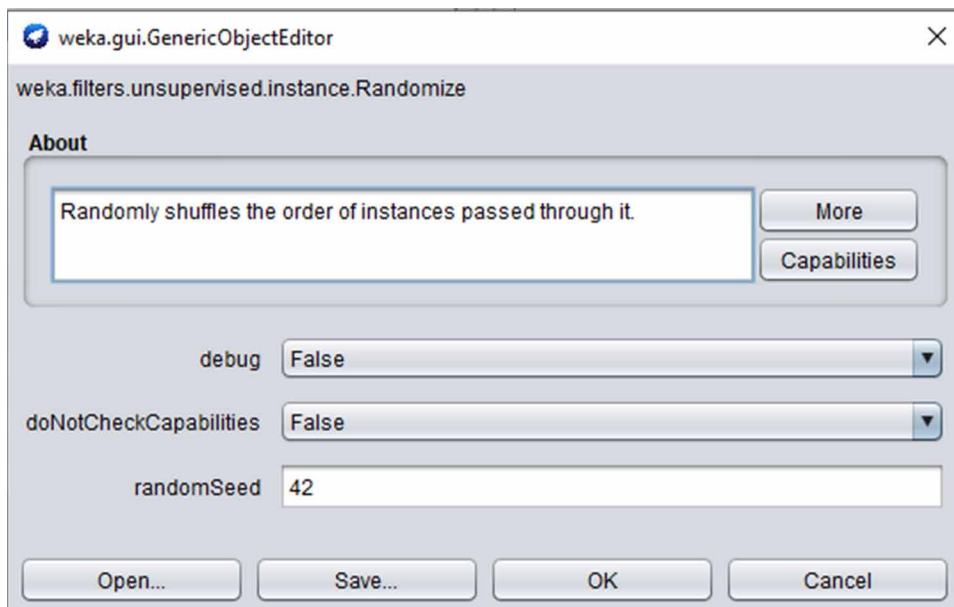 weka.gui.GenericObjectEditor
weka.filters.unsupervised.instance.Randomize
About
Randomly shuffles the order of instances passed through it.
More
Capabilities
debug
False
doNotCheckCapabilities
False
randomSeed
42
Open...
Save...
OK
Cancel